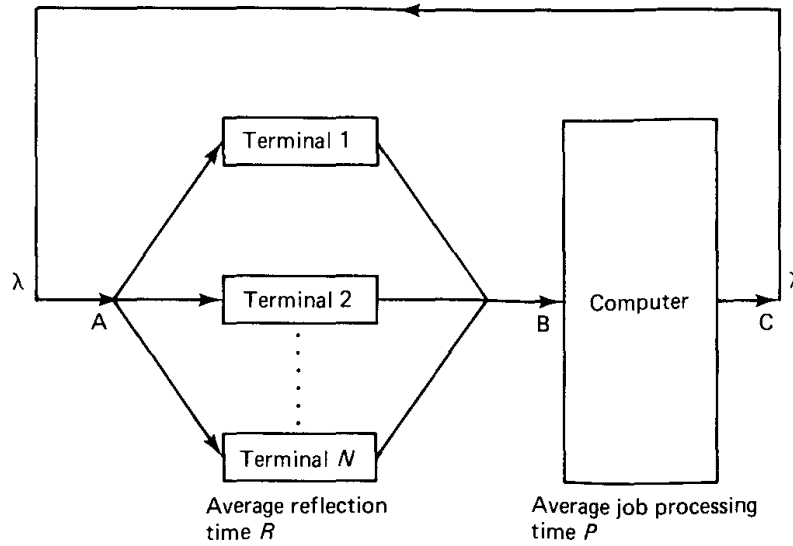 Terminal 1
λ
A
Terminal 2
B
Computer
C
λ
Terminal N
Average reflection
time R
Average job processing
time P